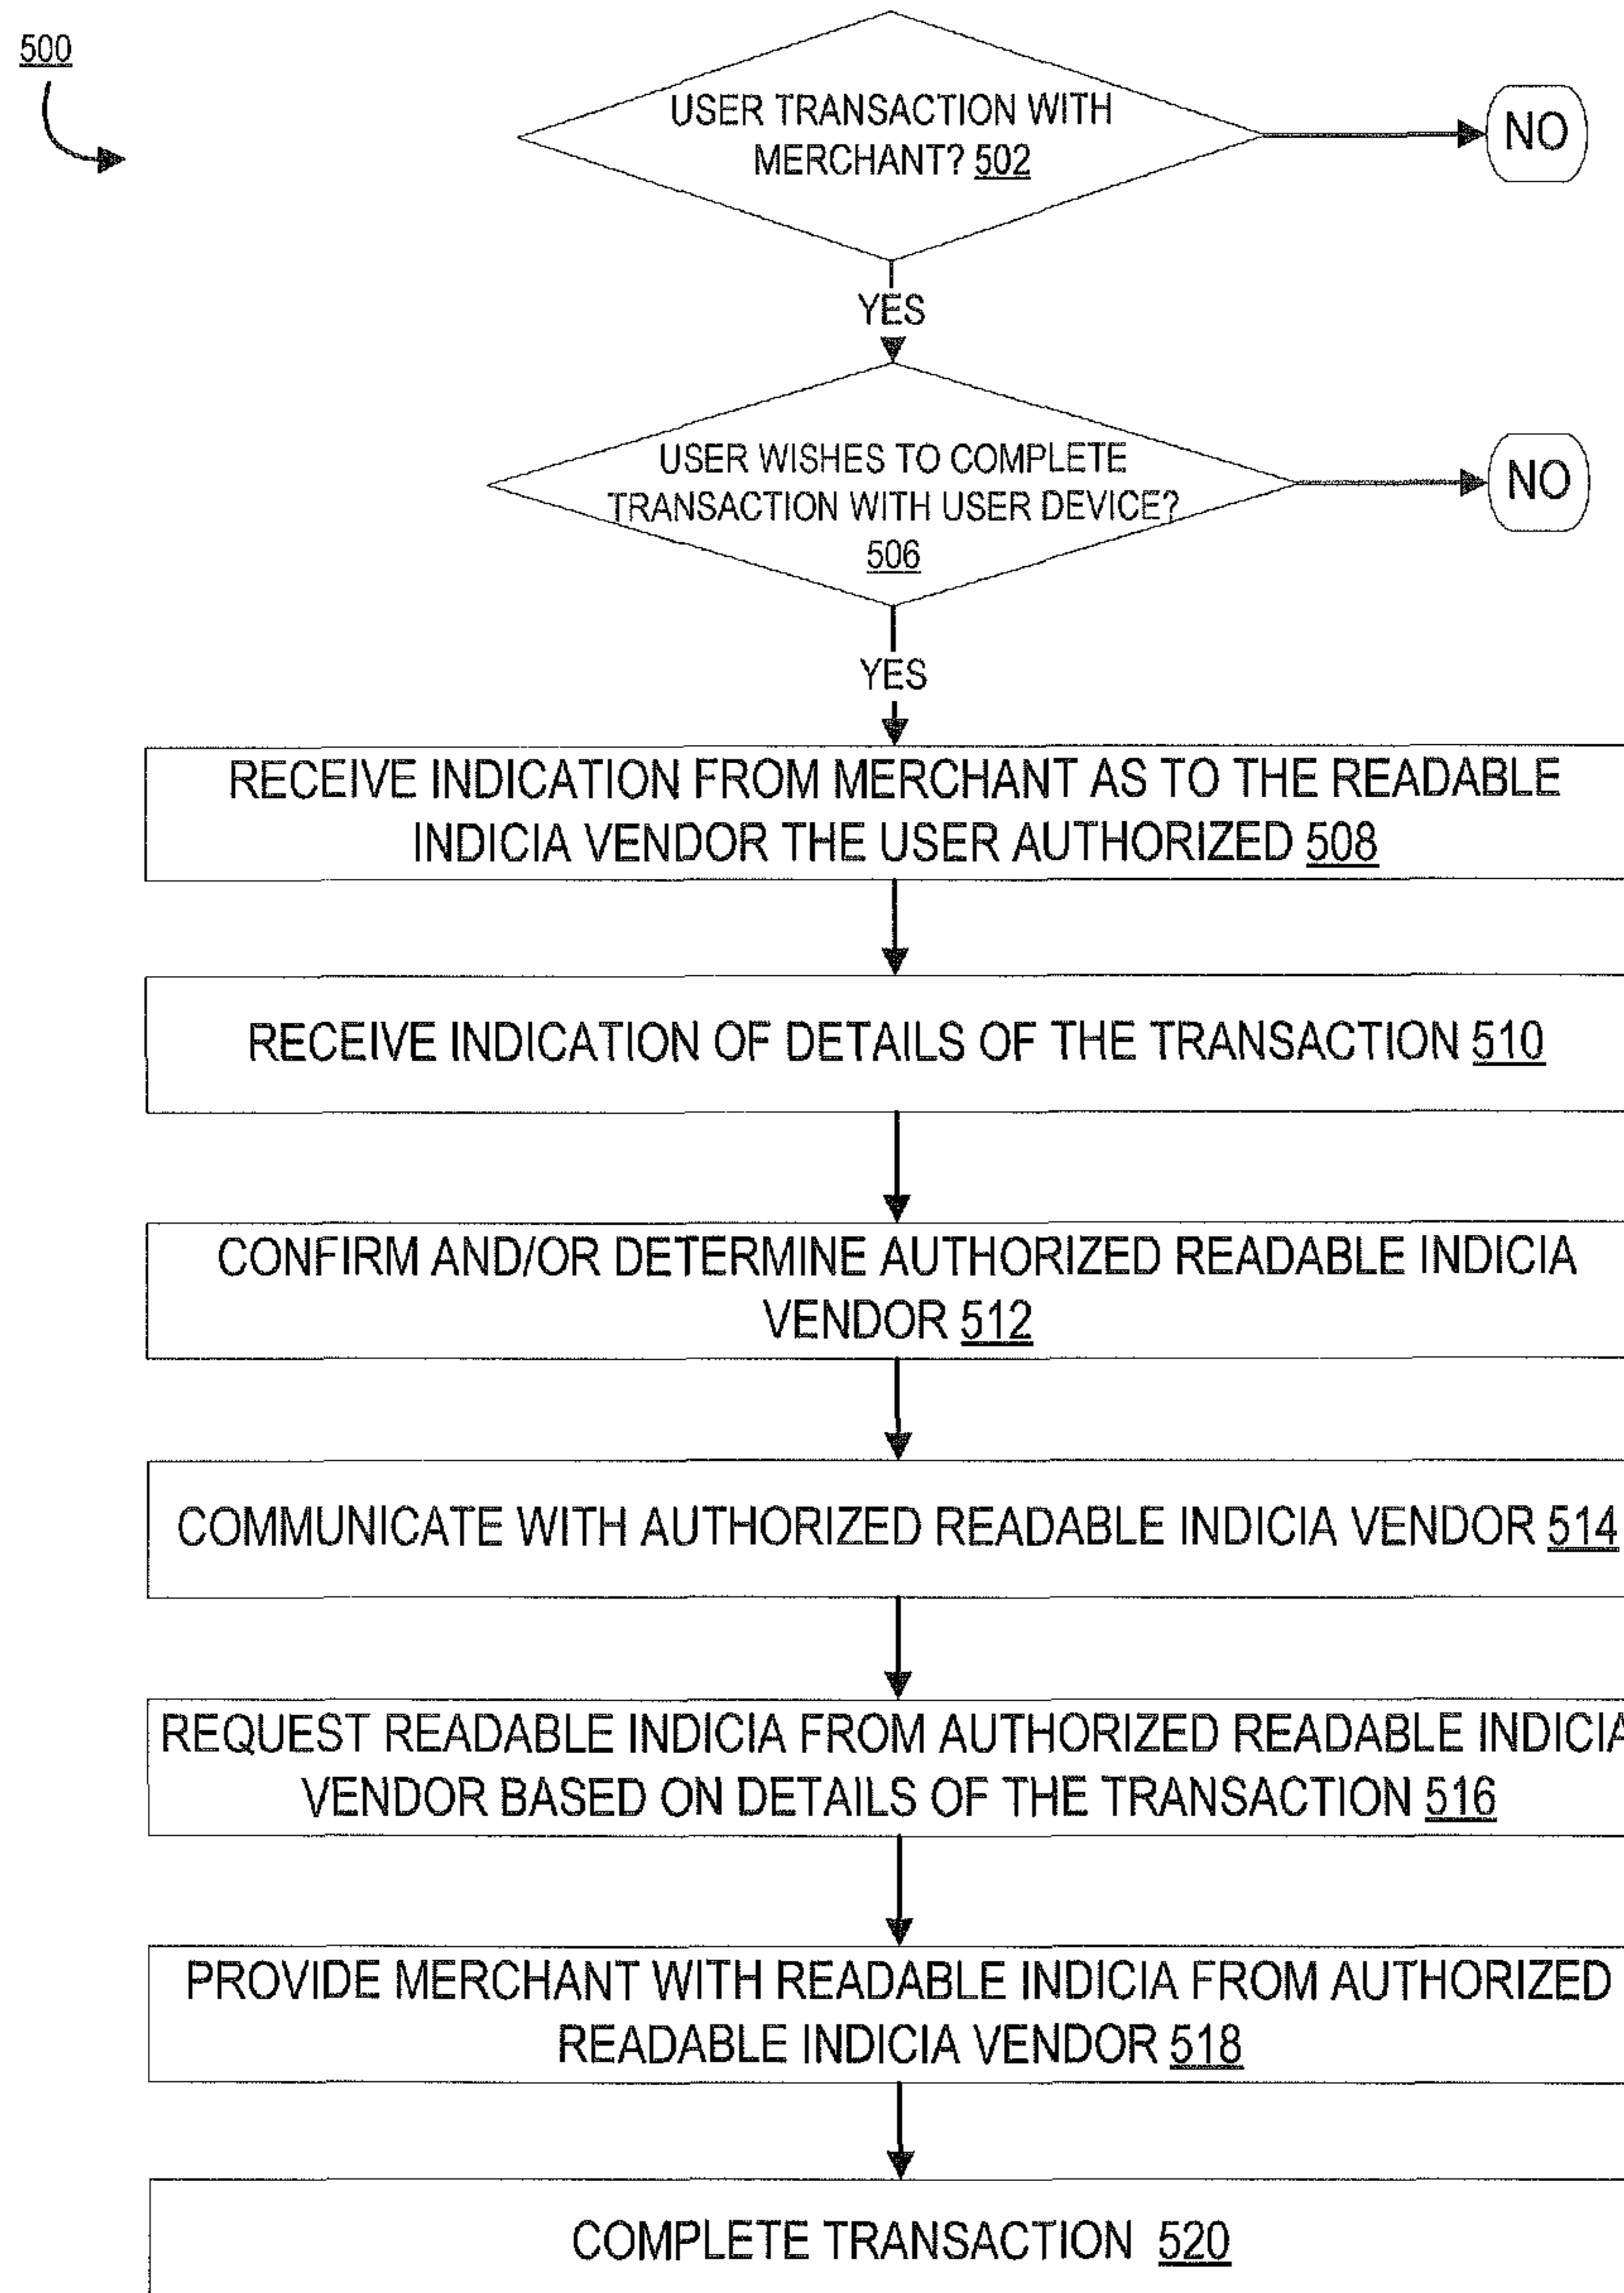 500
USER TRANSACTION WITH
MERCHANT? 502
NO
YES
USER WISHES TO COMPLETE
TRANSACTION WITH USER DEVICE?
506
NO
YES
RECEIVE INDICATION FROM MERCHANT AS TO THE READABLE
INDICIA VENDOR THE USER AUTHORIZED 508
RECEIVE INDICATION OF DETAILS OF THE TRANSACTION 510
CONFIRM AND/OR DETERMINE AUTHORIZED READABLE INDICIA
VENDOR 512
COMMUNICATE WITH AUTHORIZED READABLE INDICIA VENDOR 514
REQUEST READABLE INDICIA FROM AUTHORIZED READABLE INDICIA
VENDOR BASED ON DETAILS OF THE TRANSACTION 516
PROVIDE MERCHANT WITH READABLE INDICIA FROM AUTHORIZED
READABLE INDICIA VENDOR 518
COMPLETE TRANSACTION 520